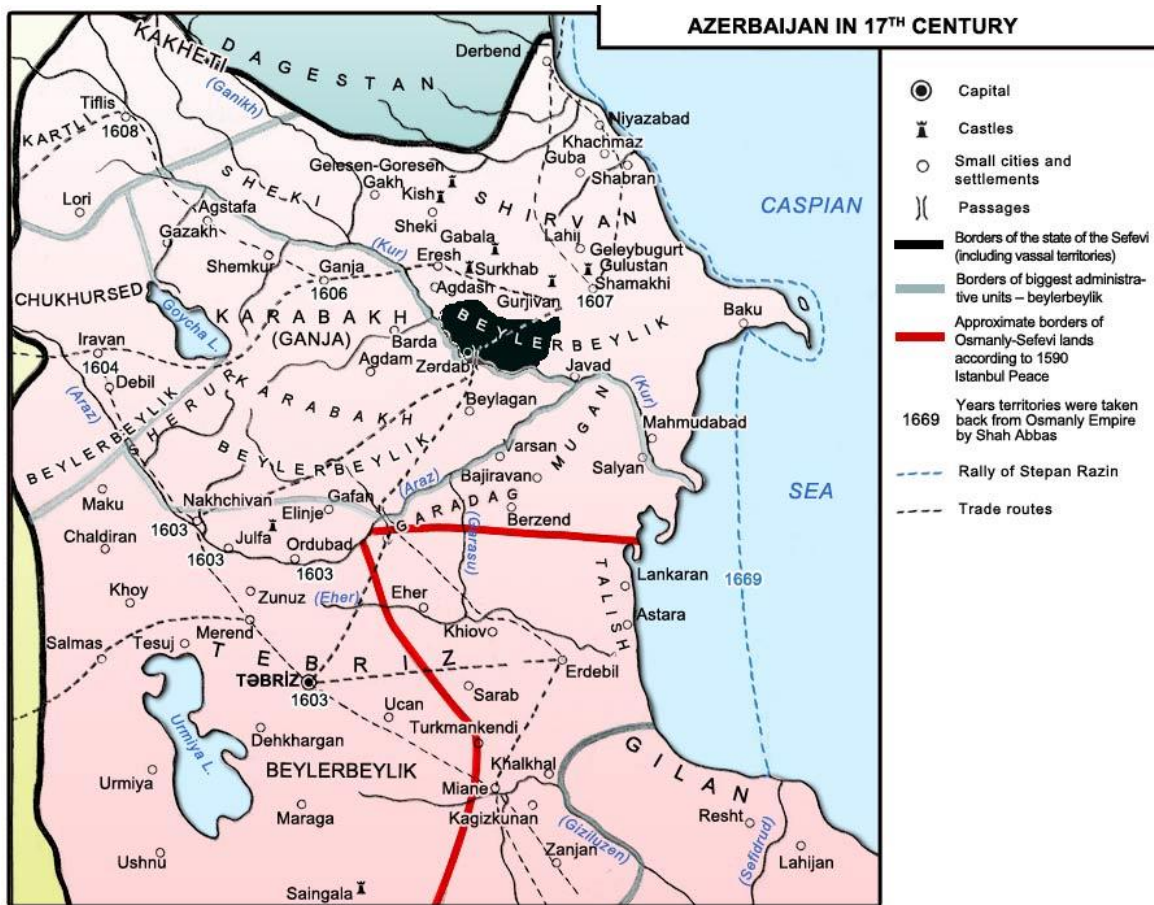 AZERBAIJAN IN 17TH CENTURY
Capital
Castles
Small cities and
settlements
Passages
Borders of the state of the Sefevi
(including vassal territories)
Borders of biggest administra-
tive units – beylerbeylik
Approximate borders of
Osmanly-Sefevi lands
according to 1590
Istanbul Peace
1669
Years territories were taken
back from Osmanly Empire
by Shah Abbas
Rally of Stepan Razin
Trade routes
KAKHETI
DAGESTAN
Derbend
(Ganikh)
Tiflis
1608
KARTLI
Niyazabad
Khachmaz
Guba
Shabran
Gelesen-Goresen
Gakh
Kish
Sheki
SHEKI
SHIRVAN
Lori
Agstafa
Gazakh
Shemkur
(Kur)
Gabala
Lahij
Geleybugurt
Gulustan
Shamakhi
1607
Eresh
Surkhab
Agdash
Gurjivan
Ganja
1606
CASPIAN
SEA
CHUKHURSED
Goycha L.
KARABAKH
(GANJA)
Barda
Agdam
Zərdab
BEYLERBEYLIK
Baku
Iravan
1604
Debil
(Araz)
SHERUR
KARABAKH
BEYLERBEYLIK
BEYLERBEYLIK
Javad
Beylagan
(Kur)
Mahmudabad
MUGAN
Varsan
Bajiravan
Salyan
Maku
Nakhchivan
1603
Elinje
Gafan
(Araz)
GARADAG
Berzend
(Garasu)
Chaldiran
Julfa
1603
Ordubad
1603
Lankaran
TALISH
Astara
1669
Khoy
Zunuz
(Eher)
Eher
Khiov
Salmas
Tesuj
Merend
TEBRIZ
TƏBRİZ
1603
Erdebil
Sarab
Ucan
Turkmankendi
Urmiya L.
Dehkhargan
Urmiya
BEYLERBEYLIK
Khalkhal
Miane
GILAN
Maraga
Kagizkunan
(Giziluzen)
Resht
(Sefidrud)
Lahijan
Ushnu
Zanjan
Saingala